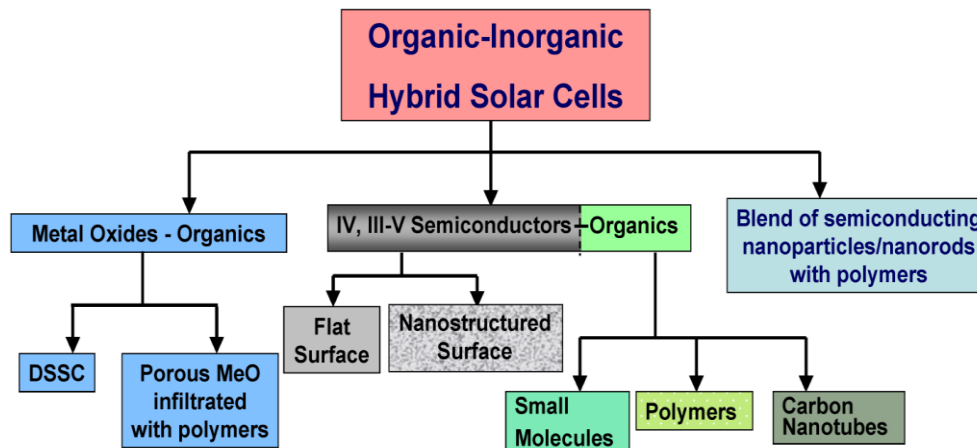 Organic-Inorganic
Hybrid Solar Cells
Metal Oxides - Organics
IV, III-V Semiconductors
Organics
Blend of semiconducting
nanoparticles/nanorods
with polymers
DSSC
Porous MeO
infiltrated
with polymers
Flat
Surface
Nanostructured
Surface
Small
Molecules
Polymers
Carbon
Nanotubes